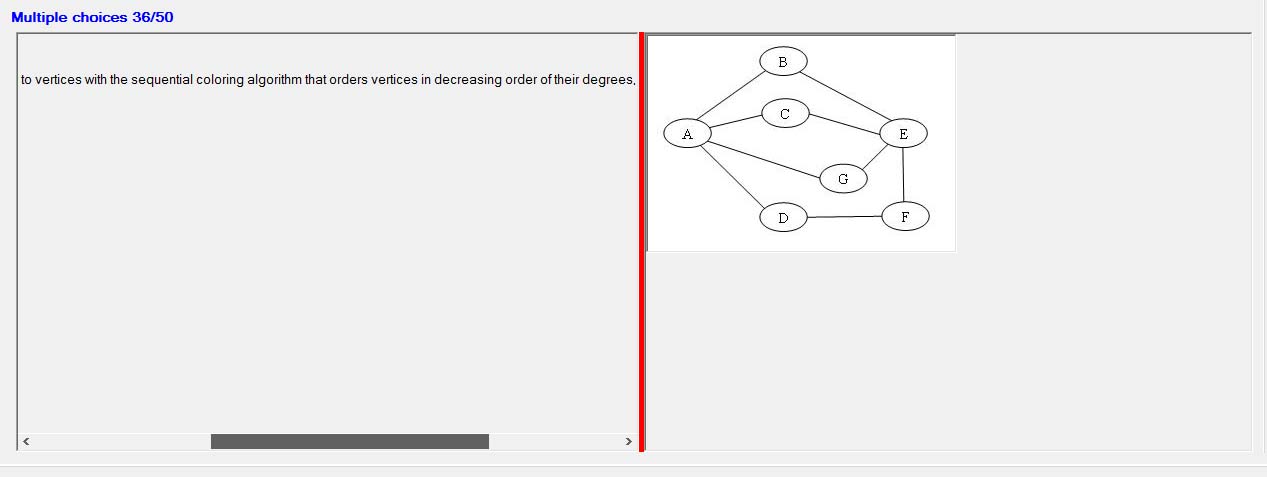 Multiple choices 36/50
to vertices with the sequential coloring algorithm that orders vertices in decreasing order of their degrees,
B
C
A
E
G
D
F